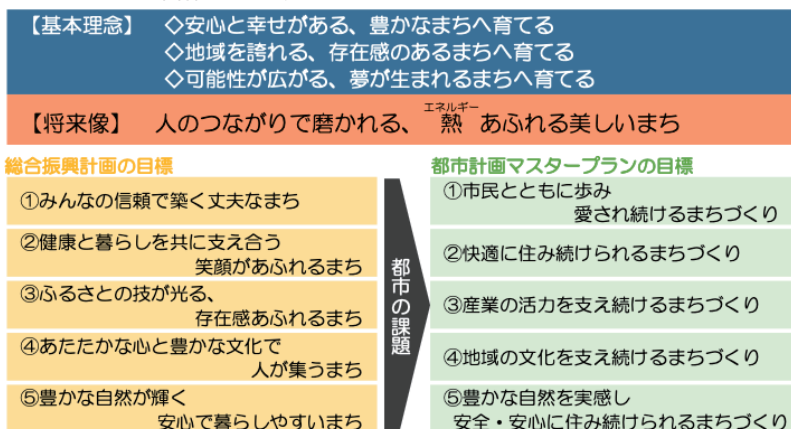 【基本理念】 ◇安心と幸せがある、豊かなまちへ育てる
◇地域を誇れる、存在感のあるまちへ育てる
◇可能性が広がる、夢が生まれるまちへ育てる
エネルギー
【将来像】 人のつながりで磨かれる、熱あふれる美しいまち
総合振興計画の目標
①みんなの信頼で築く丈夫なまち
②健康と暮らしを共に支え合う
笑顔があふれるまち
③ふるさとの技が光る、
存在感あふれるまち
④あたたかな心と豊かな文化で
人が集うまち
⑤豊かな自然が輝く
安心で暮らしやすいまち
都市の課題
都市計画マスタープランの目標
①市民とともに歩み
愛され続けるまちづくり
②快適に住み続けられるまちづくり
③産業の活力を支え続けるまちづくり
④地域の文化を支え続けるまちづくり
⑤豊かな自然を実感し
安全・安心に住み続けられるまちづくり